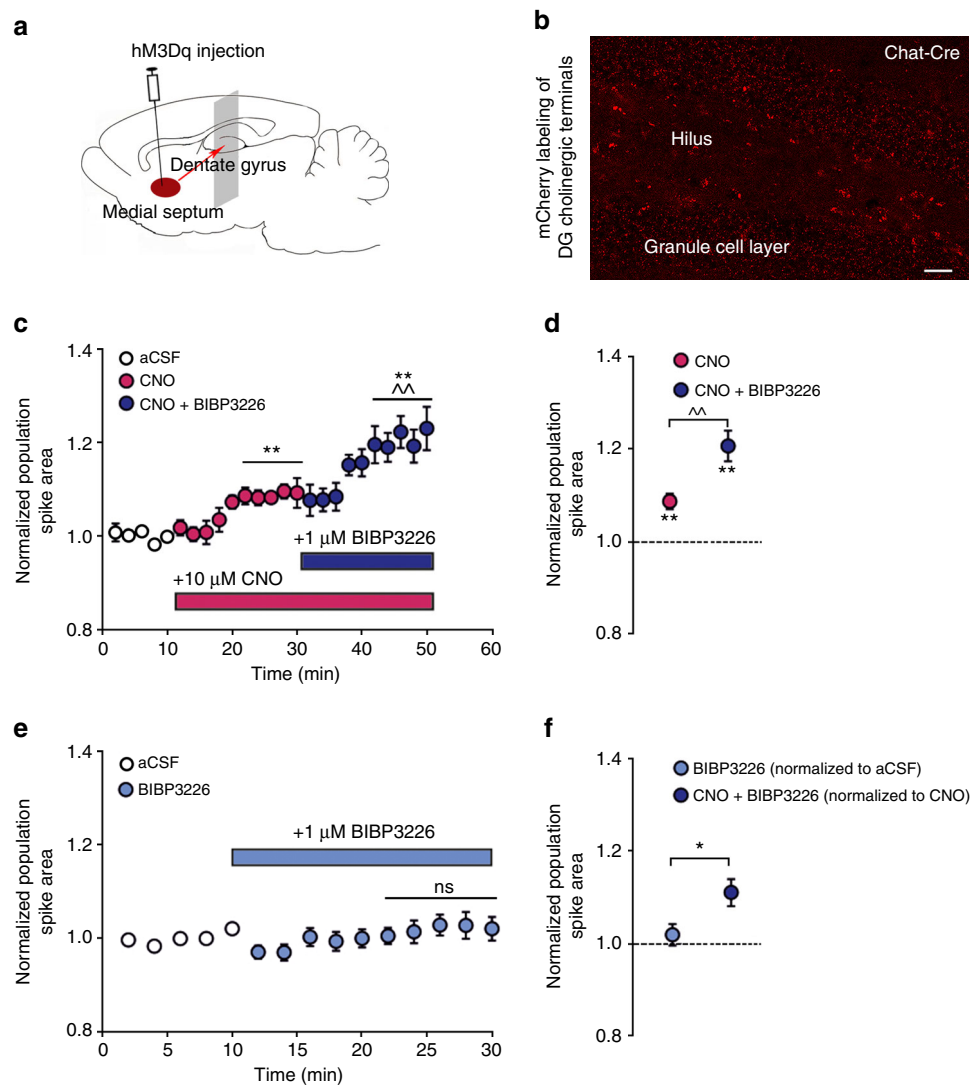 a
hM3Dq injection
Dentate gyrus
Medial septum
b
mCherry labeling of
DG cholinergic terminals
Chat-Cre
Hilus
Granule cell layer
c
Normalized population
spike area
1.4
1.2
1.0
0.8
aCSF
CNO
CNO + BIBP3226
**
**
^^
+1 μM BIBP3226
+10 μM CNO
0 10 20 30 40 50 60
Time (min)
d
Normalized population
spike area
1.4
1.2
1.0
0.8
CNO
CNO + BIBP3226
^^
**
**
e
Normalized population
spike area
1.4
1.2
1.0
0.8
aCSF
BIBP3226
+1 μM BIBP3226
ns
0 5 10 15 20 25 30
Time (min)
f
Normalized population
spike area
1.4
1.2
1.0
0.8
BIBP3226 (normalized to aCSF)
CNO + BIBP3226 (normalized to CNO)
*